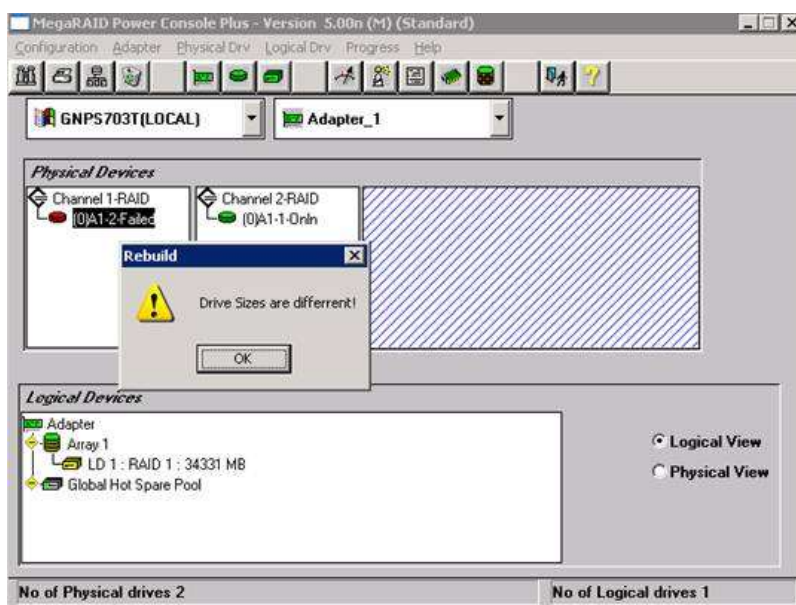 MegaRAID Power Console Plus - Version 5.00n (M) (Standard)
Configuration Adapter Physical Drv Logical Drv Progress Help
GNPS703T(LOCAL) Adapter_1
Physical Devices
Channel 1-RAID
(0)A1-2-Failed
Channel 2-RAID
(0)A1-1-Onln
Rebuild
Drive Sizes are differrent!
OK
Logical Devices
Adapter
Array 1
LD 1 : RAID 1 : 34331 MB
Global Hot Spare Pool
Logical View
Physical View
No of Physical drives 2
No of Logical drives 1